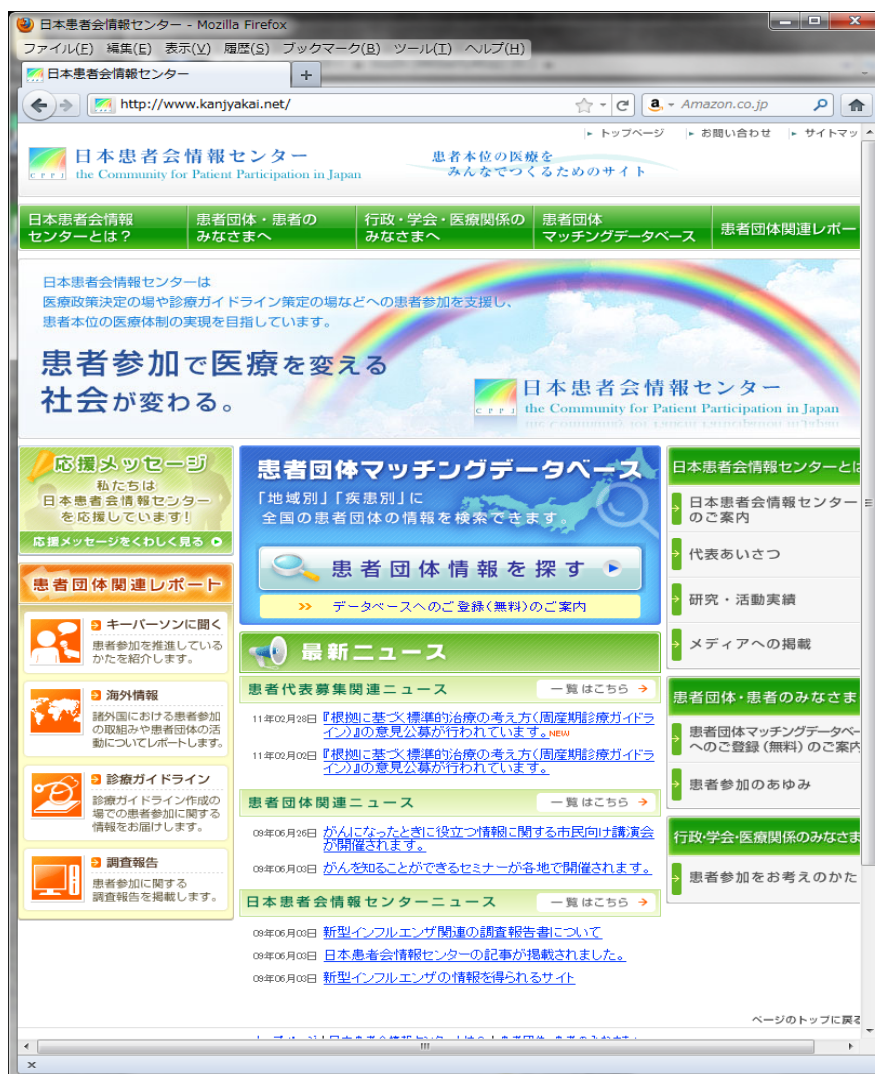 日本患者会情報センター - Mozilla Firefox
ファイル(F) 編集(E) 表示(V) 履歴(S) ブックマーク(B) ツール(T) ヘルプ(H)
日本患者会情報センター
+
http://www.kanjyakai.net/
Amazon.co.jp
トップページ お問い合わせ サイトマッ
日本患者会情報センター
CPPJ the Community for Patient Participation in Japan
患者本位の医療を
みんなでつくるためのサイト
日本患者会情報
センターとは?
患者団体・患者の
みなさまへ
行政・学会・医療関係の
みなさまへ
患者団体
マッチングデータベース
患者団体関連レポー
日本患者会情報センターは
医療政策決定の場や診療ガイドライン策定の場などへの患者参加を支援し、
患者本位の医療体制の実現を目指しています。
患者参加で医療を変える
社会が変わる。
日本患者会情報センター
CPPJ the Community for Patient Participation in Japan
応援メッセージ
私たちは
日本患者会情報センター
を応援しています!
応援メッセージをくわしく見る
患者団体関連レポート
キーパーソンに聞く
患者参加を推進している
かたを紹介します。
海外情報
諸外国における患者参加
の取組みや患者団体の活
動についてレポートします。
診療ガイドライン
診療ガイドライン作成の
場での患者参加に関する
情報をお届けします。
調査報告
患者参加に関する
調査報告を掲載します。
患者団体マッチングデータベース
「地域別」「疾患別」に
全国の患者団体の情報を検索できます。
患者団体情報を探す
データベースへのご登録(無料)のご案内
最新ニュース
患者代表募集関連ニュース 一覧はこちら
11年02月28日 『根拠に基づく標準的治療の考え方(周産期診療ガイドラ
イン)』の意見公募が行われています。NEW
11年02月02日 『根拠に基づく標準的治療の考え方(周産期診療ガイドラ
イン)』の意見公募が行われています。
患者団体関連ニュース 一覧はこちら
09年06月26日 がんになったときに役立つ情報に関する市民向け講演会
が開催されます。
09年06月03日 がんを知ることができるセミナーが各地で開催されます。
日本患者会情報センターニュース 一覧はこちら
09年06月03日 新型インフルエンザ関連の調査報告書について
09年06月03日 日本患者会情報センターの記事が掲載されました。
09年06月03日 新型インフルエンザの情報を得られるサイト
日本患者会情報センターとは
日本患者会情報センター
のご案内
代表あいさつ
研究・活動実績
メディアへの掲載
患者団体・患者のみなさま
患者団体マッチングデータベー
へのご登録(無料)のご案内
患者参加のあゆみ
行政・学会・医療関係のみなさま
患者参加をお考えのかた
ページのトップに戻る